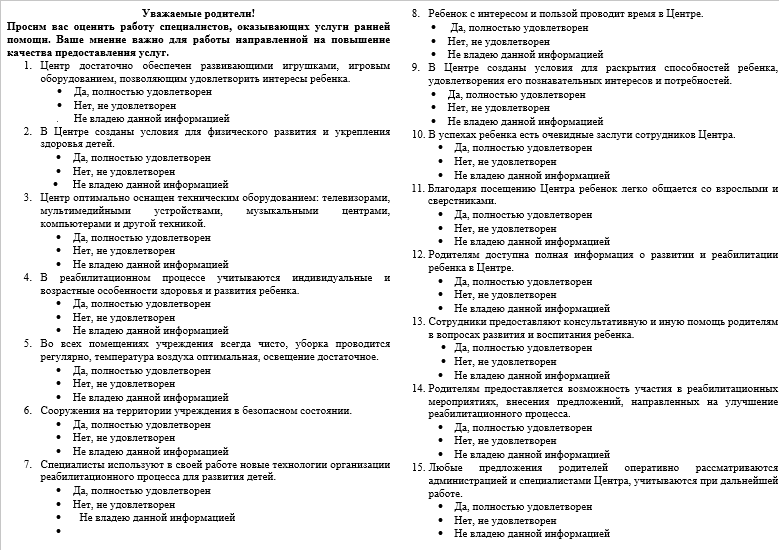 Уважаемые родители!
Просим вас оценить работу специалистов, оказывающих услуги ранней
помощи. Ваше мнение важно для работы направленной на повышение
качества предоставления услуг.
1. Центр достаточно обеспечен развивающими игрушками, игровым
оборудованием, позволяющим удовлетворить интересы ребенка.
• Да, полностью удовлетворен
• Нет, не удовлетворен
. Не владею данной информацией
2. В Центре созданы условия для физического развития и укрепления
здоровья детей.
• Да, полностью удовлетворен
• Нет, не удовлетворен
• Не владею данной информацией
3. Центр оптимально оснащен техническим оборудованием: телевизорами,
мультимедийными устройствами, музыкальными центрами,
компьютерами и другой техникой.
• Да, полностью удовлетворен
• Нет, не удовлетворен
• Не владею данной информацией
4. В реабилитационном процессе учитываются индивидуальные и
возрастные особенности здоровья и развития ребенка.
• Да, полностью удовлетворен
• Нет, не удовлетворен
• Не владею данной информацией
5. Во всех помещениях учреждения всегда чисто, уборка проводится
регулярно, температура воздуха оптимальная, освещение достаточное.
• Да, полностью удовлетворен
• Нет, не удовлетворен
• Не владею данной информацией
6. Сооружения на территории учреждения в безопасном состоянии.
• Да, полностью удовлетворен
• Нет, не удовлетворен
• Не владею данной информацией
7. Специалисты используют в своей работе новые технологии организации
реабилитационного процесса для развития детей.
• Да, полностью удовлетворен
• Нет, не удовлетворен
• Не владею данной информацией
•
8. Ребенок с интересом и пользой проводит время в Центре.
• Да, полностью удовлетворен
• Нет, не удовлетворен
• Не владею данной информацией
9. В Центре созданы условия для раскрытия способностей ребенка,
удовлетворения его познавательных интересов и потребностей.
• Да, полностью удовлетворен
• Нет, не удовлетворен
• Не владею данной информацией
10. В успехах ребенка есть очевидные заслуги сотрудников Центра.
• Да, полностью удовлетворен
• Нет, не удовлетворен
• Не владею данной информацией
11. Благодаря посещению Центра ребенок легко общается со взрослыми и
сверстниками.
• Да, полностью удовлетворен
• Нет, не удовлетворен
• Не владею данной информацией
12. Родителям доступна полная информация о развитии и реабилитации
ребенка в Центре.
• Да, полностью удовлетворен
• Нет, не удовлетворен
• Не владею данной информацией
13. Сотрудники предоставляют консультативную и иную помощь родителям
в вопросах развития и воспитания ребенка.
• Да, полностью удовлетворен
• Нет, не удовлетворен
• Не владею данной информацией
14. Родителям предоставляется возможность участия в реабилитационных
мероприятиях, внесения предложений, направленных на улучшение
реабилитационного процесса.
• Да, полностью удовлетворен
• Нет, не удовлетворен
• Не владею данной информацией
15. Любые предложения родителей оперативно рассматриваются
администрацией и специалистами Центра, учитываются при дальнейшей
работе.
• Да, полностью удовлетворен
• Нет, не удовлетворен
• Не владею данной информацией